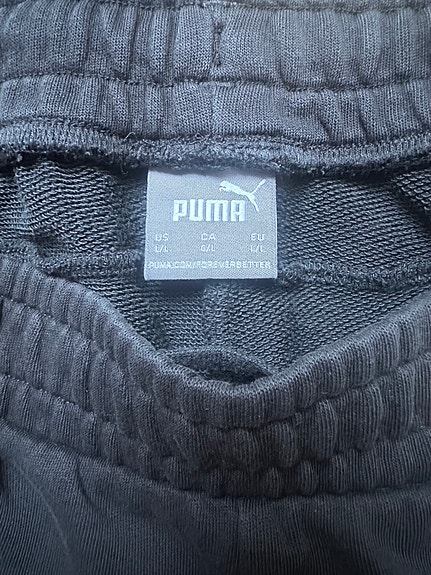 PUMA
US CA EU
L/L G/L L/L
PUMA.COM/FOREVERBETTER